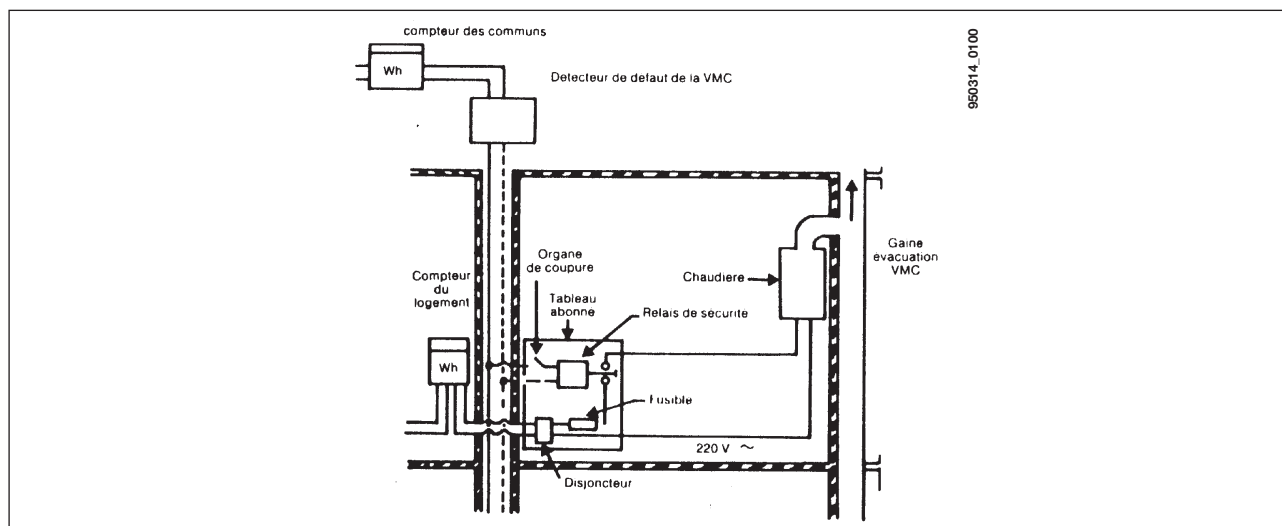 compteur des communs
Wh
Detecteur de defaut de la VMC
950314_0100
Organe
de coupure
Gaine
evacuation
VMC
Compteur
du
logement
Chaudiere
Tableau
abonne
Relais de sécurite
Wh
Fusible
220 V ~
Disjoncteur